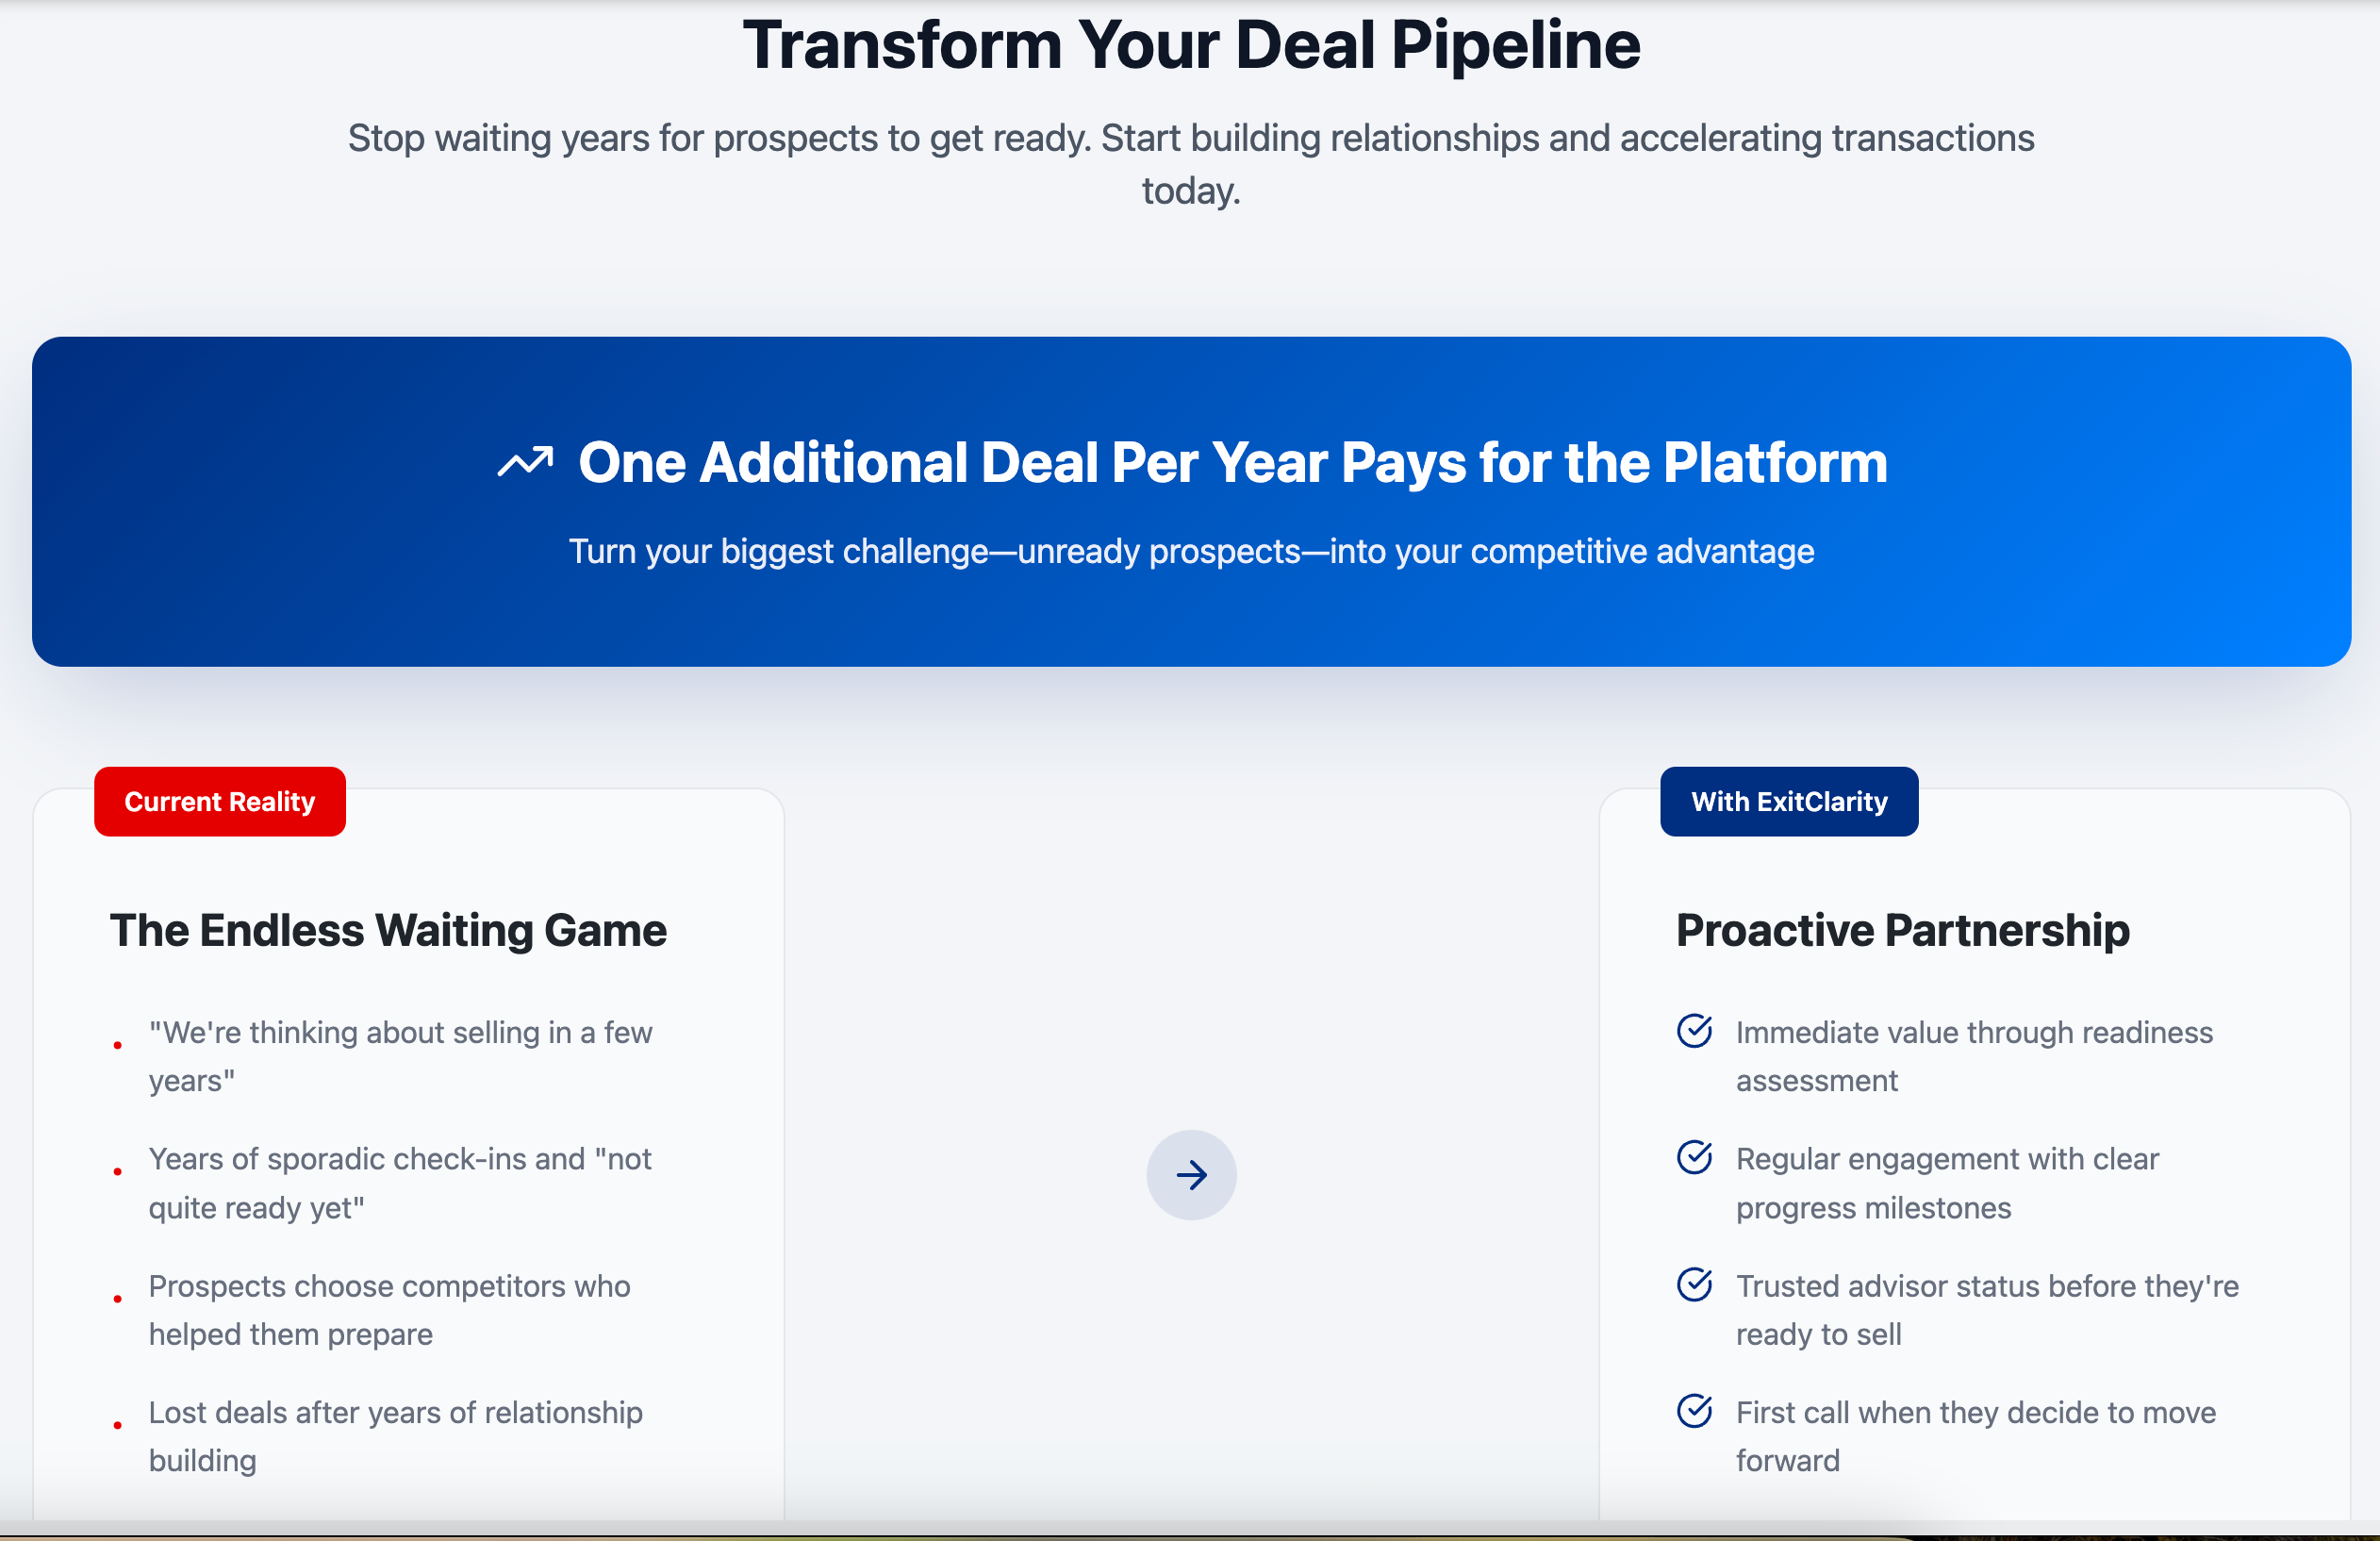 Transform Your Deal Pipeline
Stop waiting years for prospects to get ready. Start building relationships and accelerating transactions
today.
One Additional Deal Per Year Pays for the Platform
Turn your biggest challenge—unready prospects—into your competitive advantage
Current Reality
The Endless Waiting Game
"We're thinking about selling in a few
years"
Years of sporadic check-ins and "not
quite ready yet"
Prospects choose competitors who
helped them prepare
Lost deals after years of relationship
building
With ExitClarity
Proactive Partnership
Immediate value through readiness
assessment
Regular engagement with clear
progress milestones
Trusted advisor status before they're
ready to sell
First call when they decide to move
forward